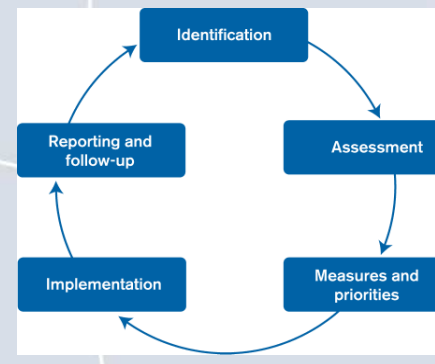 Identification
Assessment
Measures and
priorities
Implementation
Reporting and
follow-up